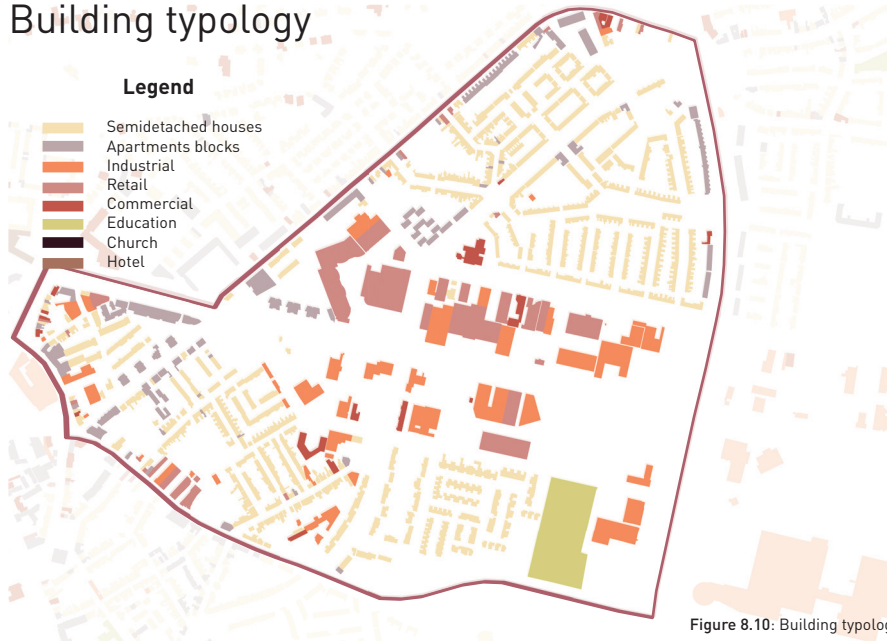 Building typology
Legend
Semidetached houses
Apartments blocks
Industrial
Retail
Commercial
Education
Church
Hotel
Figure 8.10: Building typolog